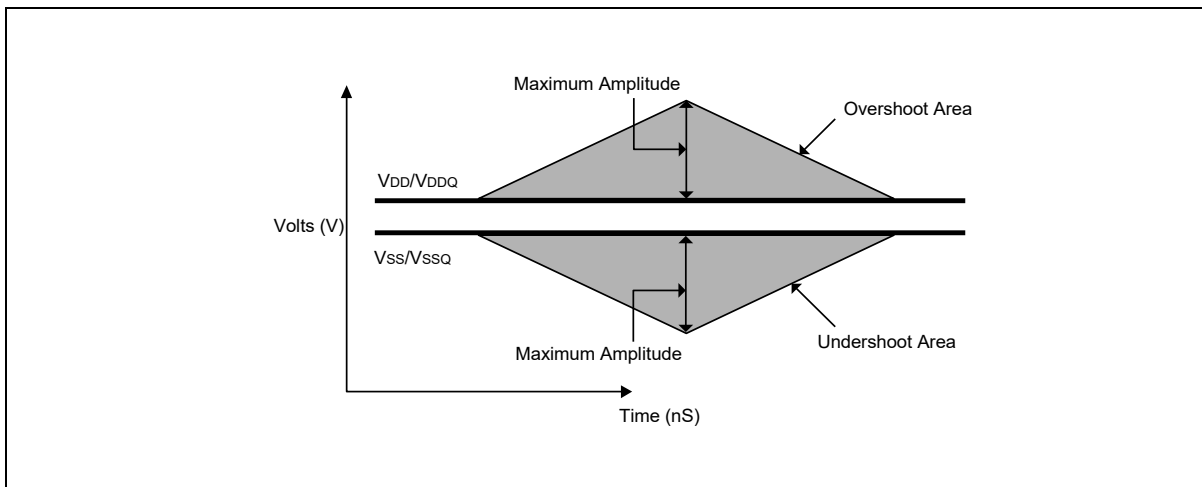 Maximum Amplitude
Overshoot Area
VDD/VDDQ
Volts (V)
VSS/VSSQ
Maximum Amplitude
Undershoot Area
Time (nS)